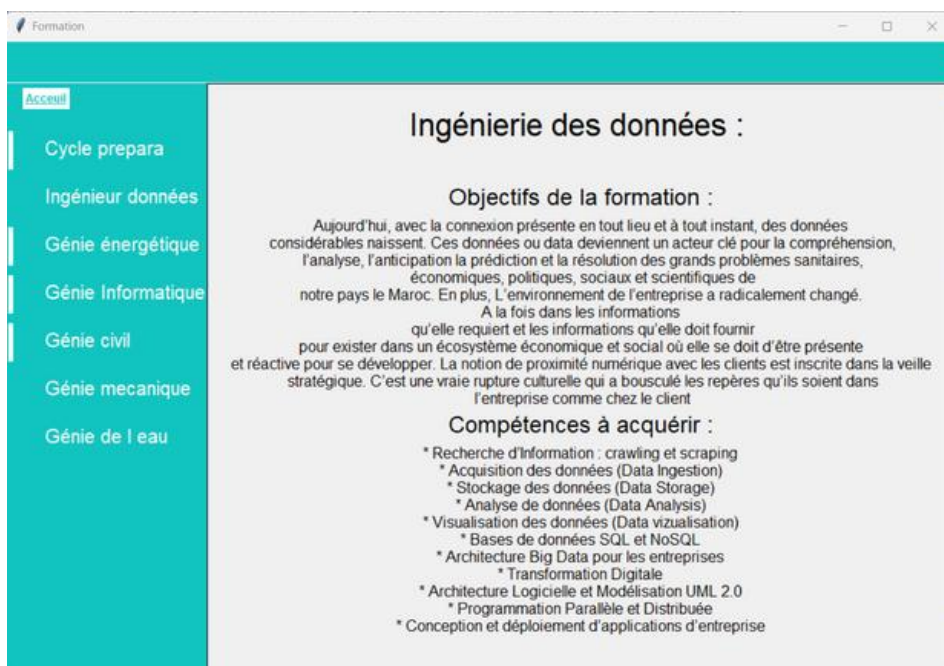 Formation
Acceuil
Cycle prepara
Ingénieur données
Génie énergétique
Génie Informatique
Génie civil
Génie mecanique
Génie de l eau
Ingénierie des données :
Objectifs de la formation :
Aujourd'hui, avec la connexion présente en tout lieu et à tout instant, des données
considérables naissent. Ces données ou data deviennent un acteur clé pour la compréhension,
l'analyse, l'anticipation la prédiction et la résolution des grands problèmes sanitaires,
économiques, politiques, sociaux et scientifiques de
notre pays le Maroc. En plus, L'environnement de l'entreprise a radicalement changé.
A la fois dans les informations
qu'elle requiert et les informations qu'elle doit fournir
pour exister dans un écosystème économique et social où elle se doit d'être présente
et réactive pour se développer. La notion de proximité numérique avec les clients est inscrite dans la veille
stratégique. C'est une vraie rupture culturelle qui a bousculé les repères qu'ils soient dans
l'entreprise comme chez le client
Compétences à acquérir :
* Recherche d'Information : crawling et scraping
* Acquisition des données (Data Ingestion)
* Stockage des données (Data Storage)
* Analyse de données (Data Analysis)
* Visualisation des données (Data vizualisation)
* Bases de données SQL et NoSQL
* Architecture Big Data pour les entreprises
* Transformation Digitale
* Architecture Logicielle et Modélisation UML 2.0
* Programmation Parallèle et Distribuée
* Conception et déploiement d'applications d'entreprise